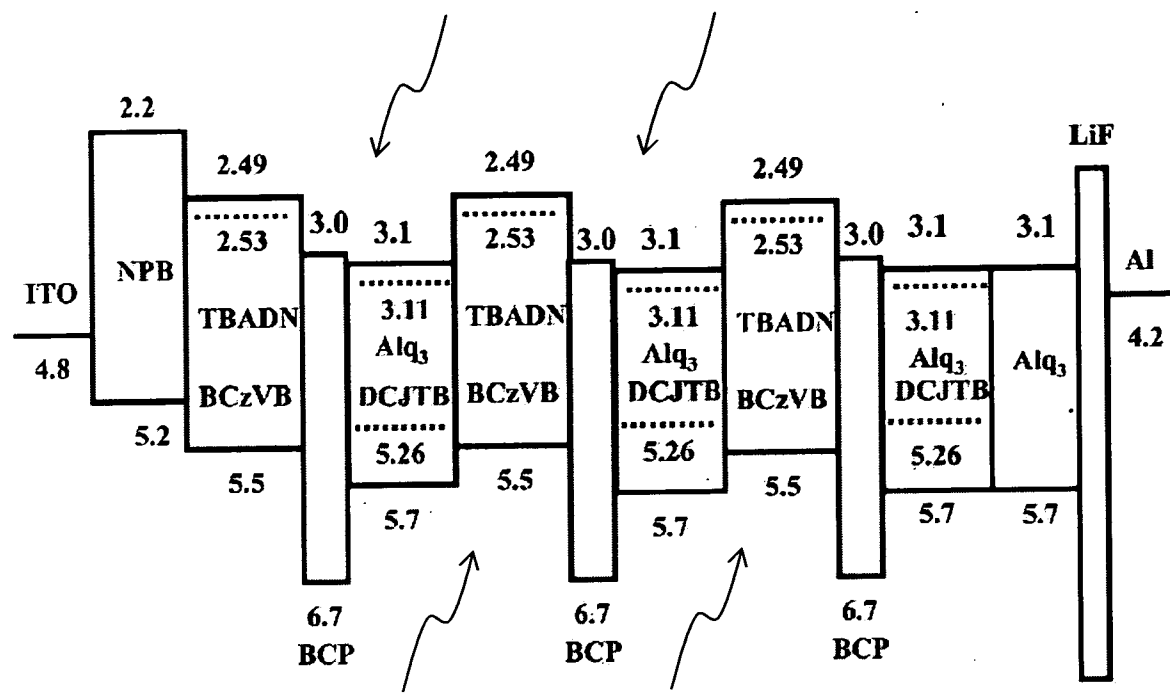 2.2
LiF
2.49
2.49
2.49
3.0
3.1
3.0
3.1
3.0
3.1
3.1
2.53
2.53
2.53
ITO
NPB
Al
TBADN
3.11
TBADN
3.11
TBADN
3.11
4.8
Alq3
Alq3
Alq3
Alq3
4.2
BCzVB
DCJTB
BCzVB
DCJTB
BCzVB
DCJTB
5.2
5.26
5.26
5.26
5.5
5.5
5.5
5.7
5.7
5.7
5.7
6.7
6.7
6.7
BCP
BCP
BCP